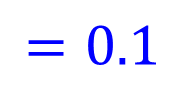 = 0.1